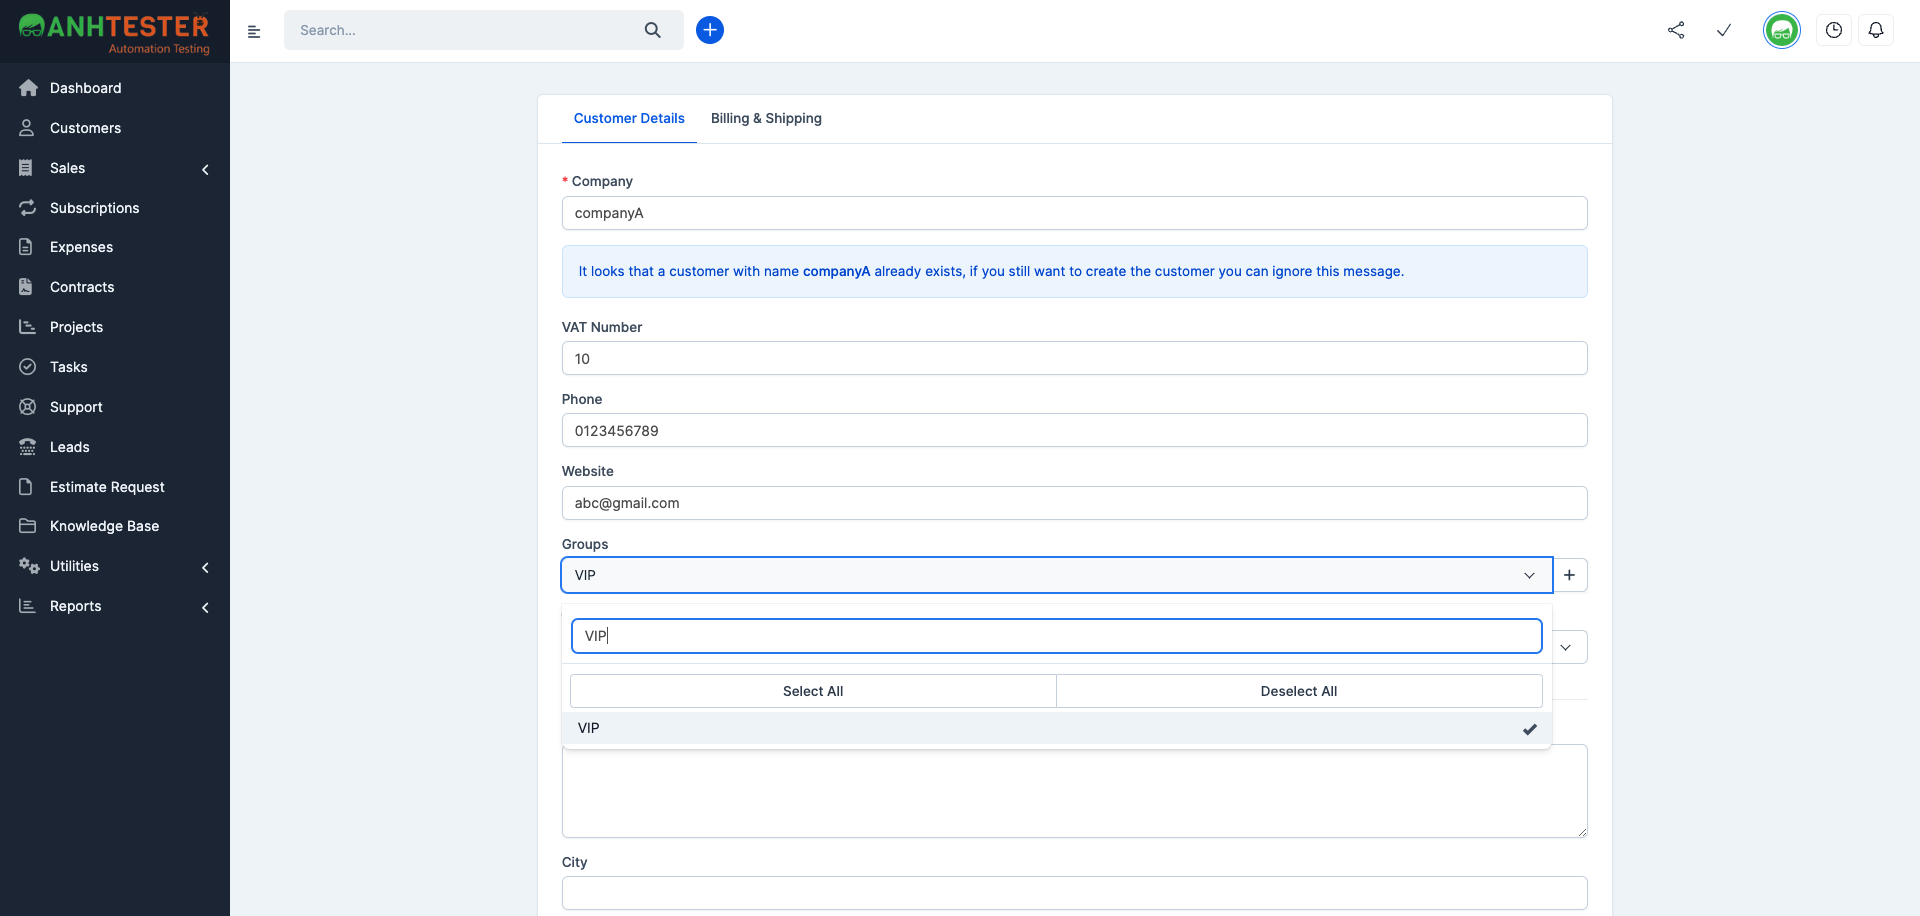 ANHTESTER
Automation Testing
Search...
Dashboard
Customers
Sales
Subscriptions
Expenses
Contracts
Projects
Tasks
Support
Leads
Estimate Request
Knowledge Base
Utilities
Reports
Customer Details
Billing & Shipping
* Company
companyA
It looks that a customer with name companyA already exists, if you still want to create the customer you can ignore this message.
VAT Number
10
Phone
0123456789
Website
abc@gmail.com
Groups
VIP
VIP
Select All
Deselect All
VIP
City